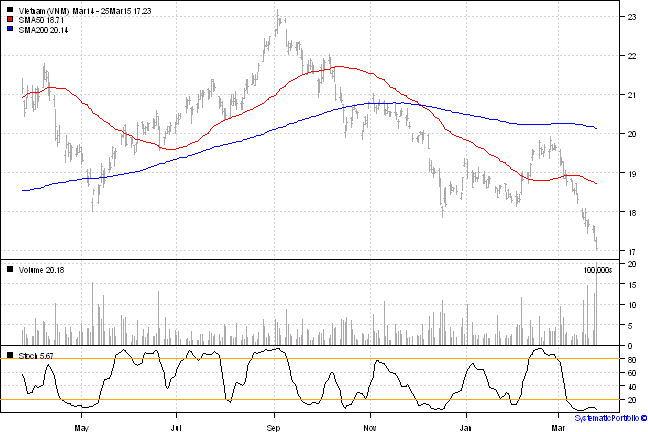 Vietnam (VNM) Mar14 - 25Mar15 17.23
SMA50 18.71
SMA200 20.14
23
22
21
20
19
18
17
Volume 20.18
100,000s
20
15
10
5
0
Stoch 5.67
80
60
40
20
May Jul Sep Nov Jan Mar
SystematicPortfolio ©